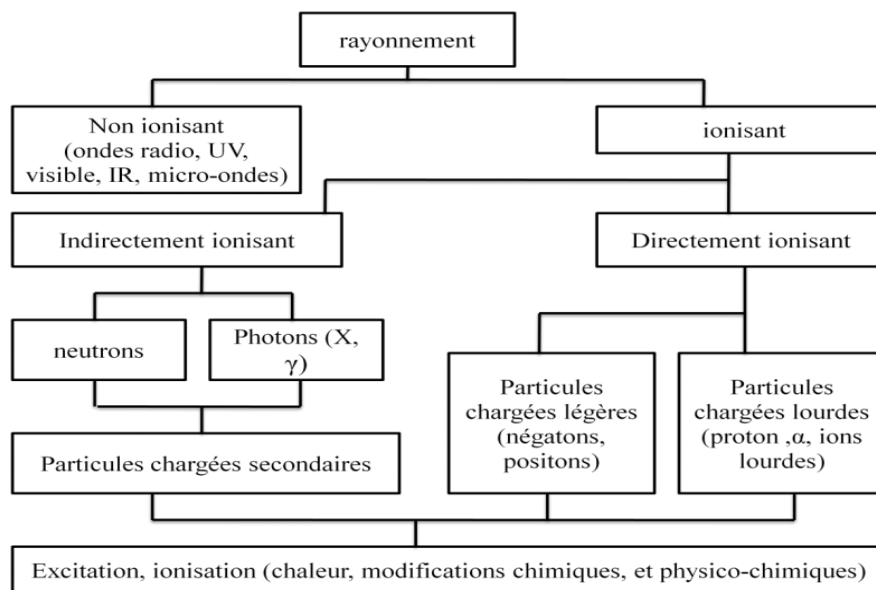 rayonnement
Non ionisant
(ondes radio, UV,
visible, IR, micro-ondes)
ionisant
Indirectement ionisant
Directement ionisant
neutrons
Photons (X,
γ)
Particules
chargées légères
(négatons,
positons)
Particules
chargées lourdes
(proton ,α, ions
lourdes)
Particules chargées secondaires
Excitation, ionisation (chaleur, modifications chimiques, et physico-chimiques)